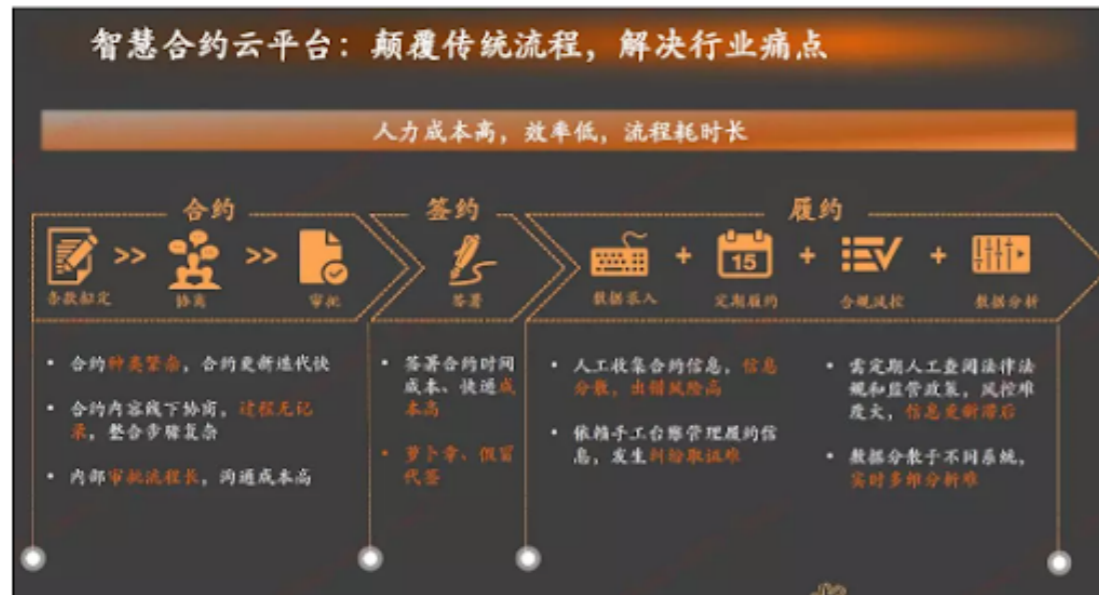 智慧合约云平台：颠覆传统流程，解决行业痛点
人力成本高，效率低，流程耗时长
合约
签约
履约
>>
>>
+
15
+
+
条款拟定
协商
审批
签署
数据录入
定期履约
合规风控
数据分析
• 合约种类繁杂，合约更新迭代快
• 合约内容线下协商，过程无记
录，整合步骤复杂
• 内部审批流程长，沟通成本高
• 签署合约时间
成本、快递成
本高
• 萝卜章、假冒
代签
• 人工收集合约信息，信息
分散，出错风险高
• 依赖手工台账管理履约信
息，发生纠纷取证难
• 需定期人工查阅法律法
规和监管政策，风控难
度大，信息更新滞后
• 数据分散于不同系统，
实时多维分析难